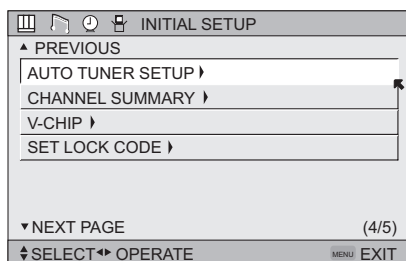 INITIAL SETUP
PREVIOUS
AUTO TUNER SETUP
CHANNEL SUMMARY
V-CHIP
SET LOCK CODE
NEXT PAGE (4/5)
SELECT OPERATE MENU EXIT